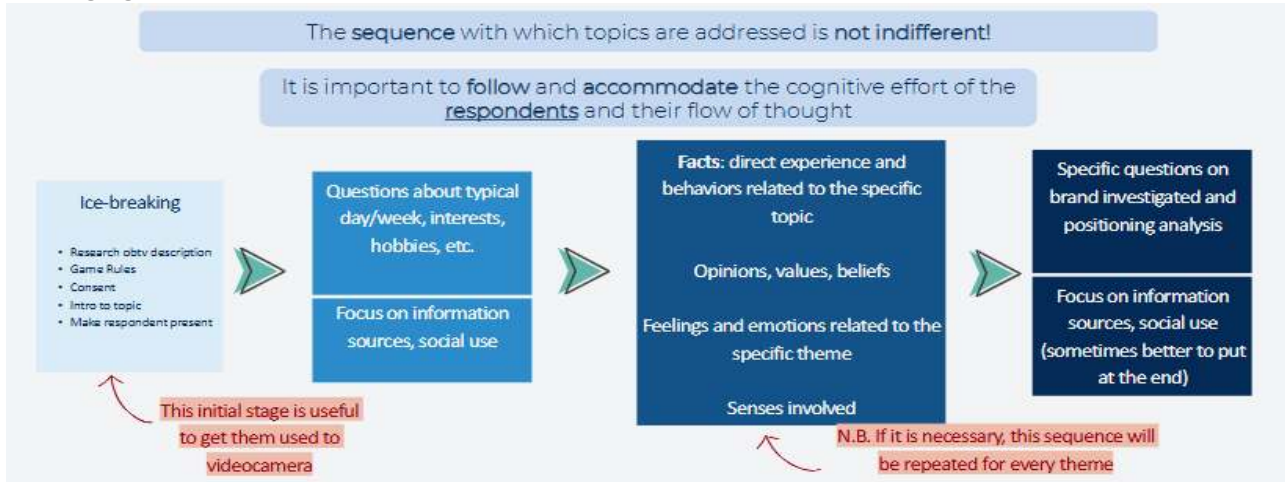 The sequence with which topics are addressed is not indifferent!
It is important to follow and accommodate the cognitive effort of the
respondents and their flow of thought
Ice-breaking
• Research obtv description
• Game Rules
• Consent
• Intro to topic
• Make respondent present
This initial stage is useful
to get them used to
videocamera
Questions about typical
day/week, interests,
hobbies, etc.
Focus on information
sources, social use
Facts: direct experience and
behaviors related to the specific
topic
Opinions, values, beliefs
Feelings and emotions related to the
specific theme
Senses involved
N.B. If it is necessary, this sequence will
be repeated for every theme
Specific questions on
brand investigated and
positioning analysis
Focus on information
sources, social use
(sometimes better to put
at the end)